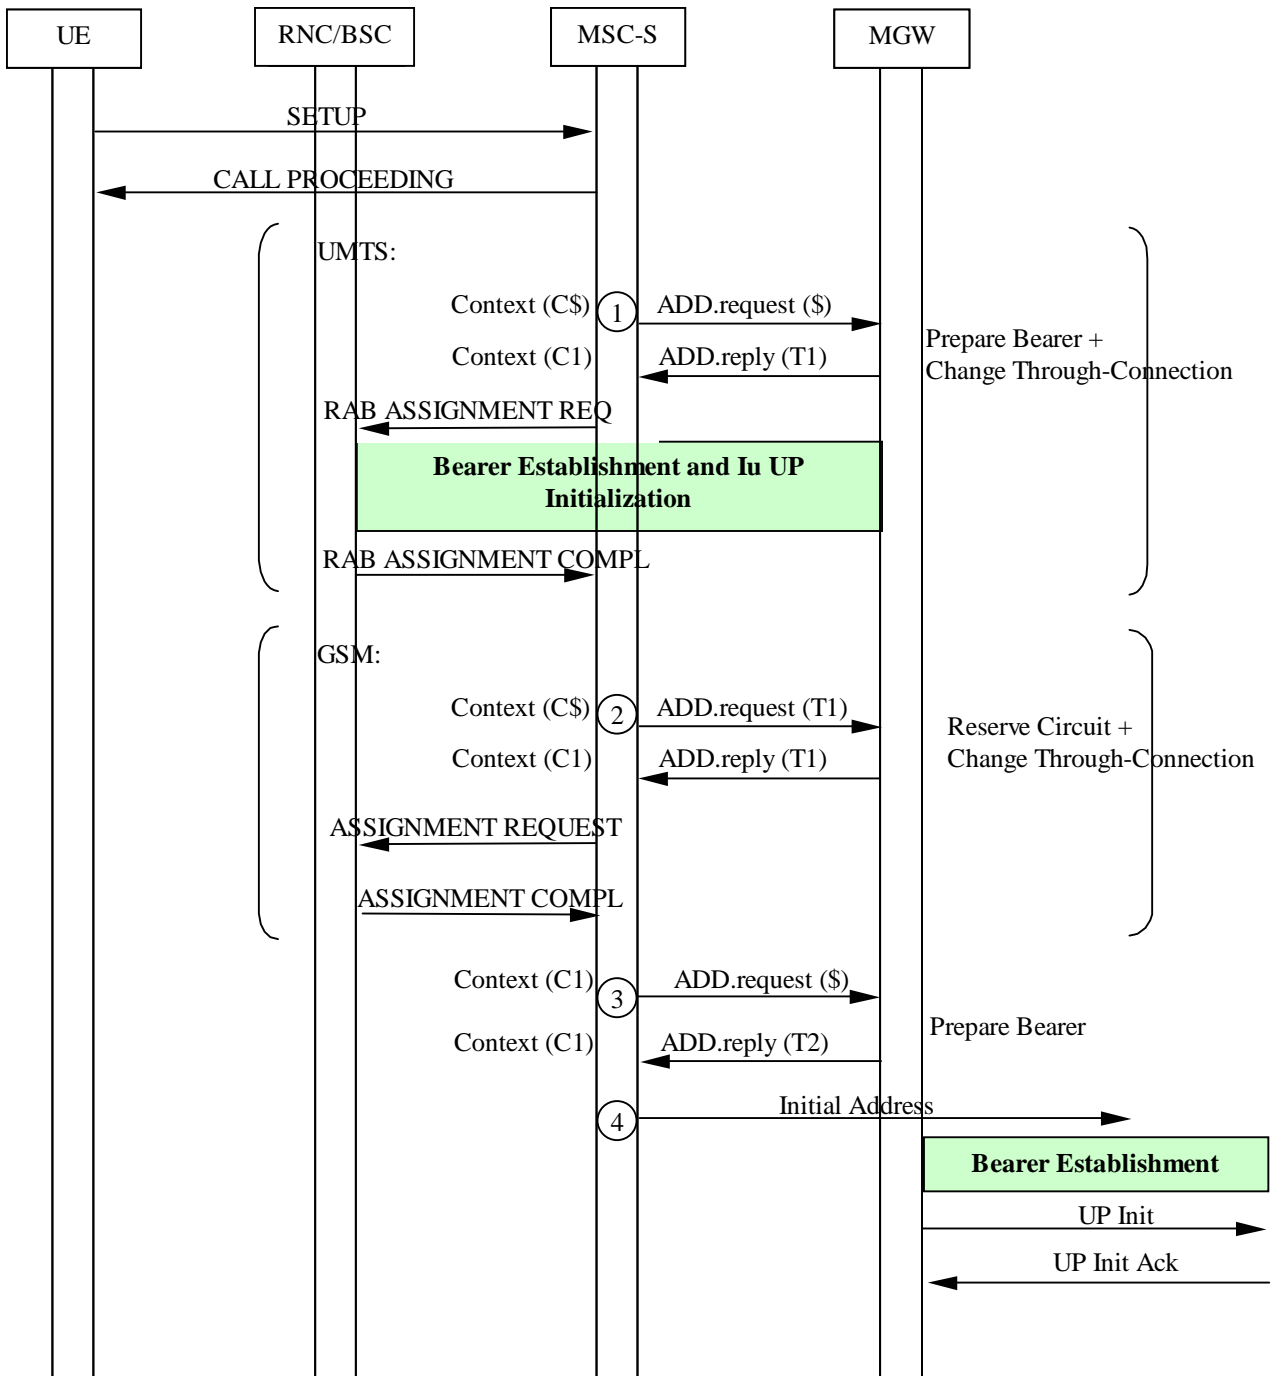 UE
RNC/BSC
MSC-S
MGW
SETUP
CALL PROCEEDING
UMTS:
Context (C$)
1
ADD.request ($)
Prepare Bearer +
Change Through-Connection
Context (C1)
ADD.reply (T1)
RAB ASSIGNMENT REQ
Bearer Establishment and Iu UP
Initialization
RAB ASSIGNMENT COMPL
GSM:
Context (C$)
2
ADD.request (T1)
Reserve Circuit +
Change Through-Connection
Context (C1)
ADD.reply (T1)
ASSIGNMENT REQUEST
ASSIGNMENT COMPL
Context (C1)
3
ADD.request ($)
Prepare Bearer
Context (C1)
ADD.reply (T2)
4
Initial Address
Bearer Establishment
UP Init
UP Init Ack